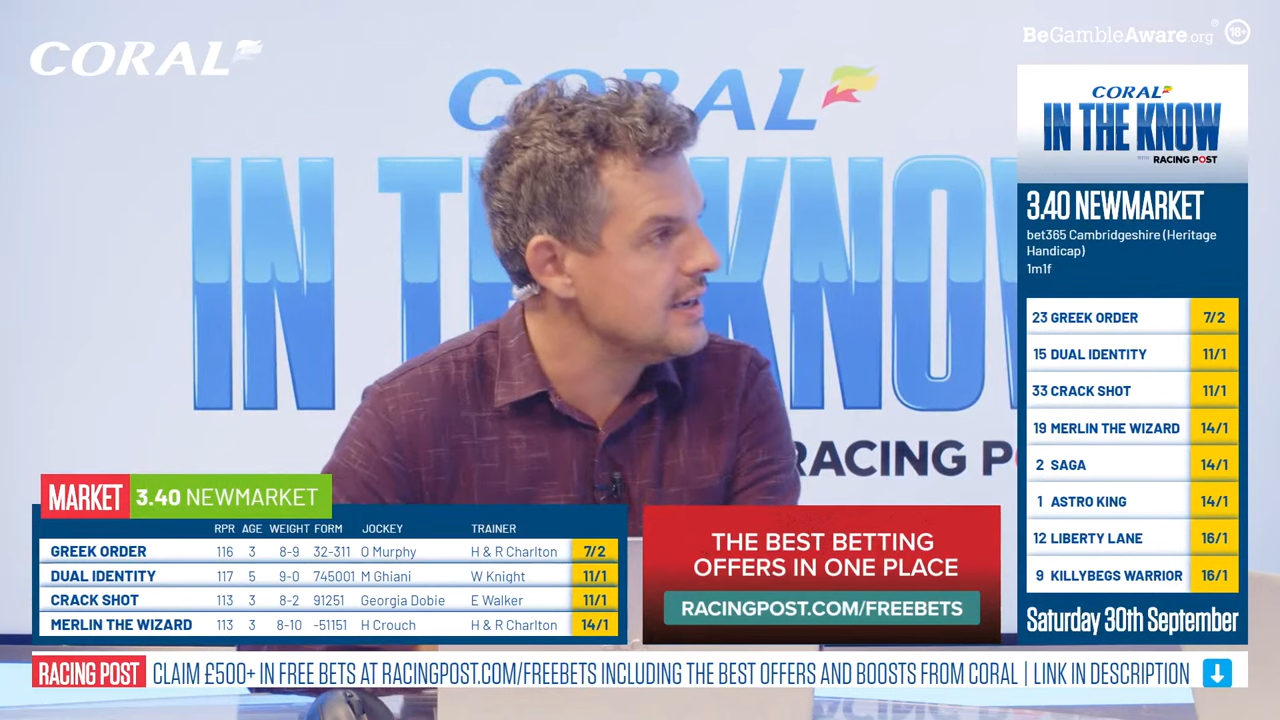 CORAL
BeGambleAware.org® 18+
CORAL
IN THE KNOW
RACING P
CORAL
IN THE KNOW
WITH RACING POST
3.40 NEWMARKET
bet365 Cambridgeshire (Heritage
Handicap)
1m1f
23 GREEK ORDER 7/2
15 DUAL IDENTITY 11/1
33 CRACK SHOT 11/1
19 MERLIN THE WIZARD 14/1
2 SAGA 14/1
1 ASTRO KING 14/1
12 LIBERTY LANE 16/1
9 KILLYBEGS WARRIOR 16/1
Saturday 30th September
MARKET 3.40 NEWMARKET
RPR AGE WEIGHT FORM JOCKEY TRAINER
GREEK ORDER 116 3 8-9 32-311 O Murphy H & R Charlton 7/2
DUAL IDENTITY 117 5 9-0 745001 M Ghiani W Knight 11/1
CRACK SHOT 113 3 8-2 91251 Georgia Dobie E Walker 11/1
MERLIN THE WIZARD 113 3 8-10 -51151 H Crouch H & R Charlton 14/1
THE BEST BETTING
OFFERS IN ONE PLACE
RACINGPOST.COM/FREEBETS
RACING POST CLAIM £500+ IN FREE BETS AT RACINGPOST.COM/FREEBETS INCLUDING THE BEST OFFERS AND BOOSTS FROM CORAL | LINK IN DESCRIPTION